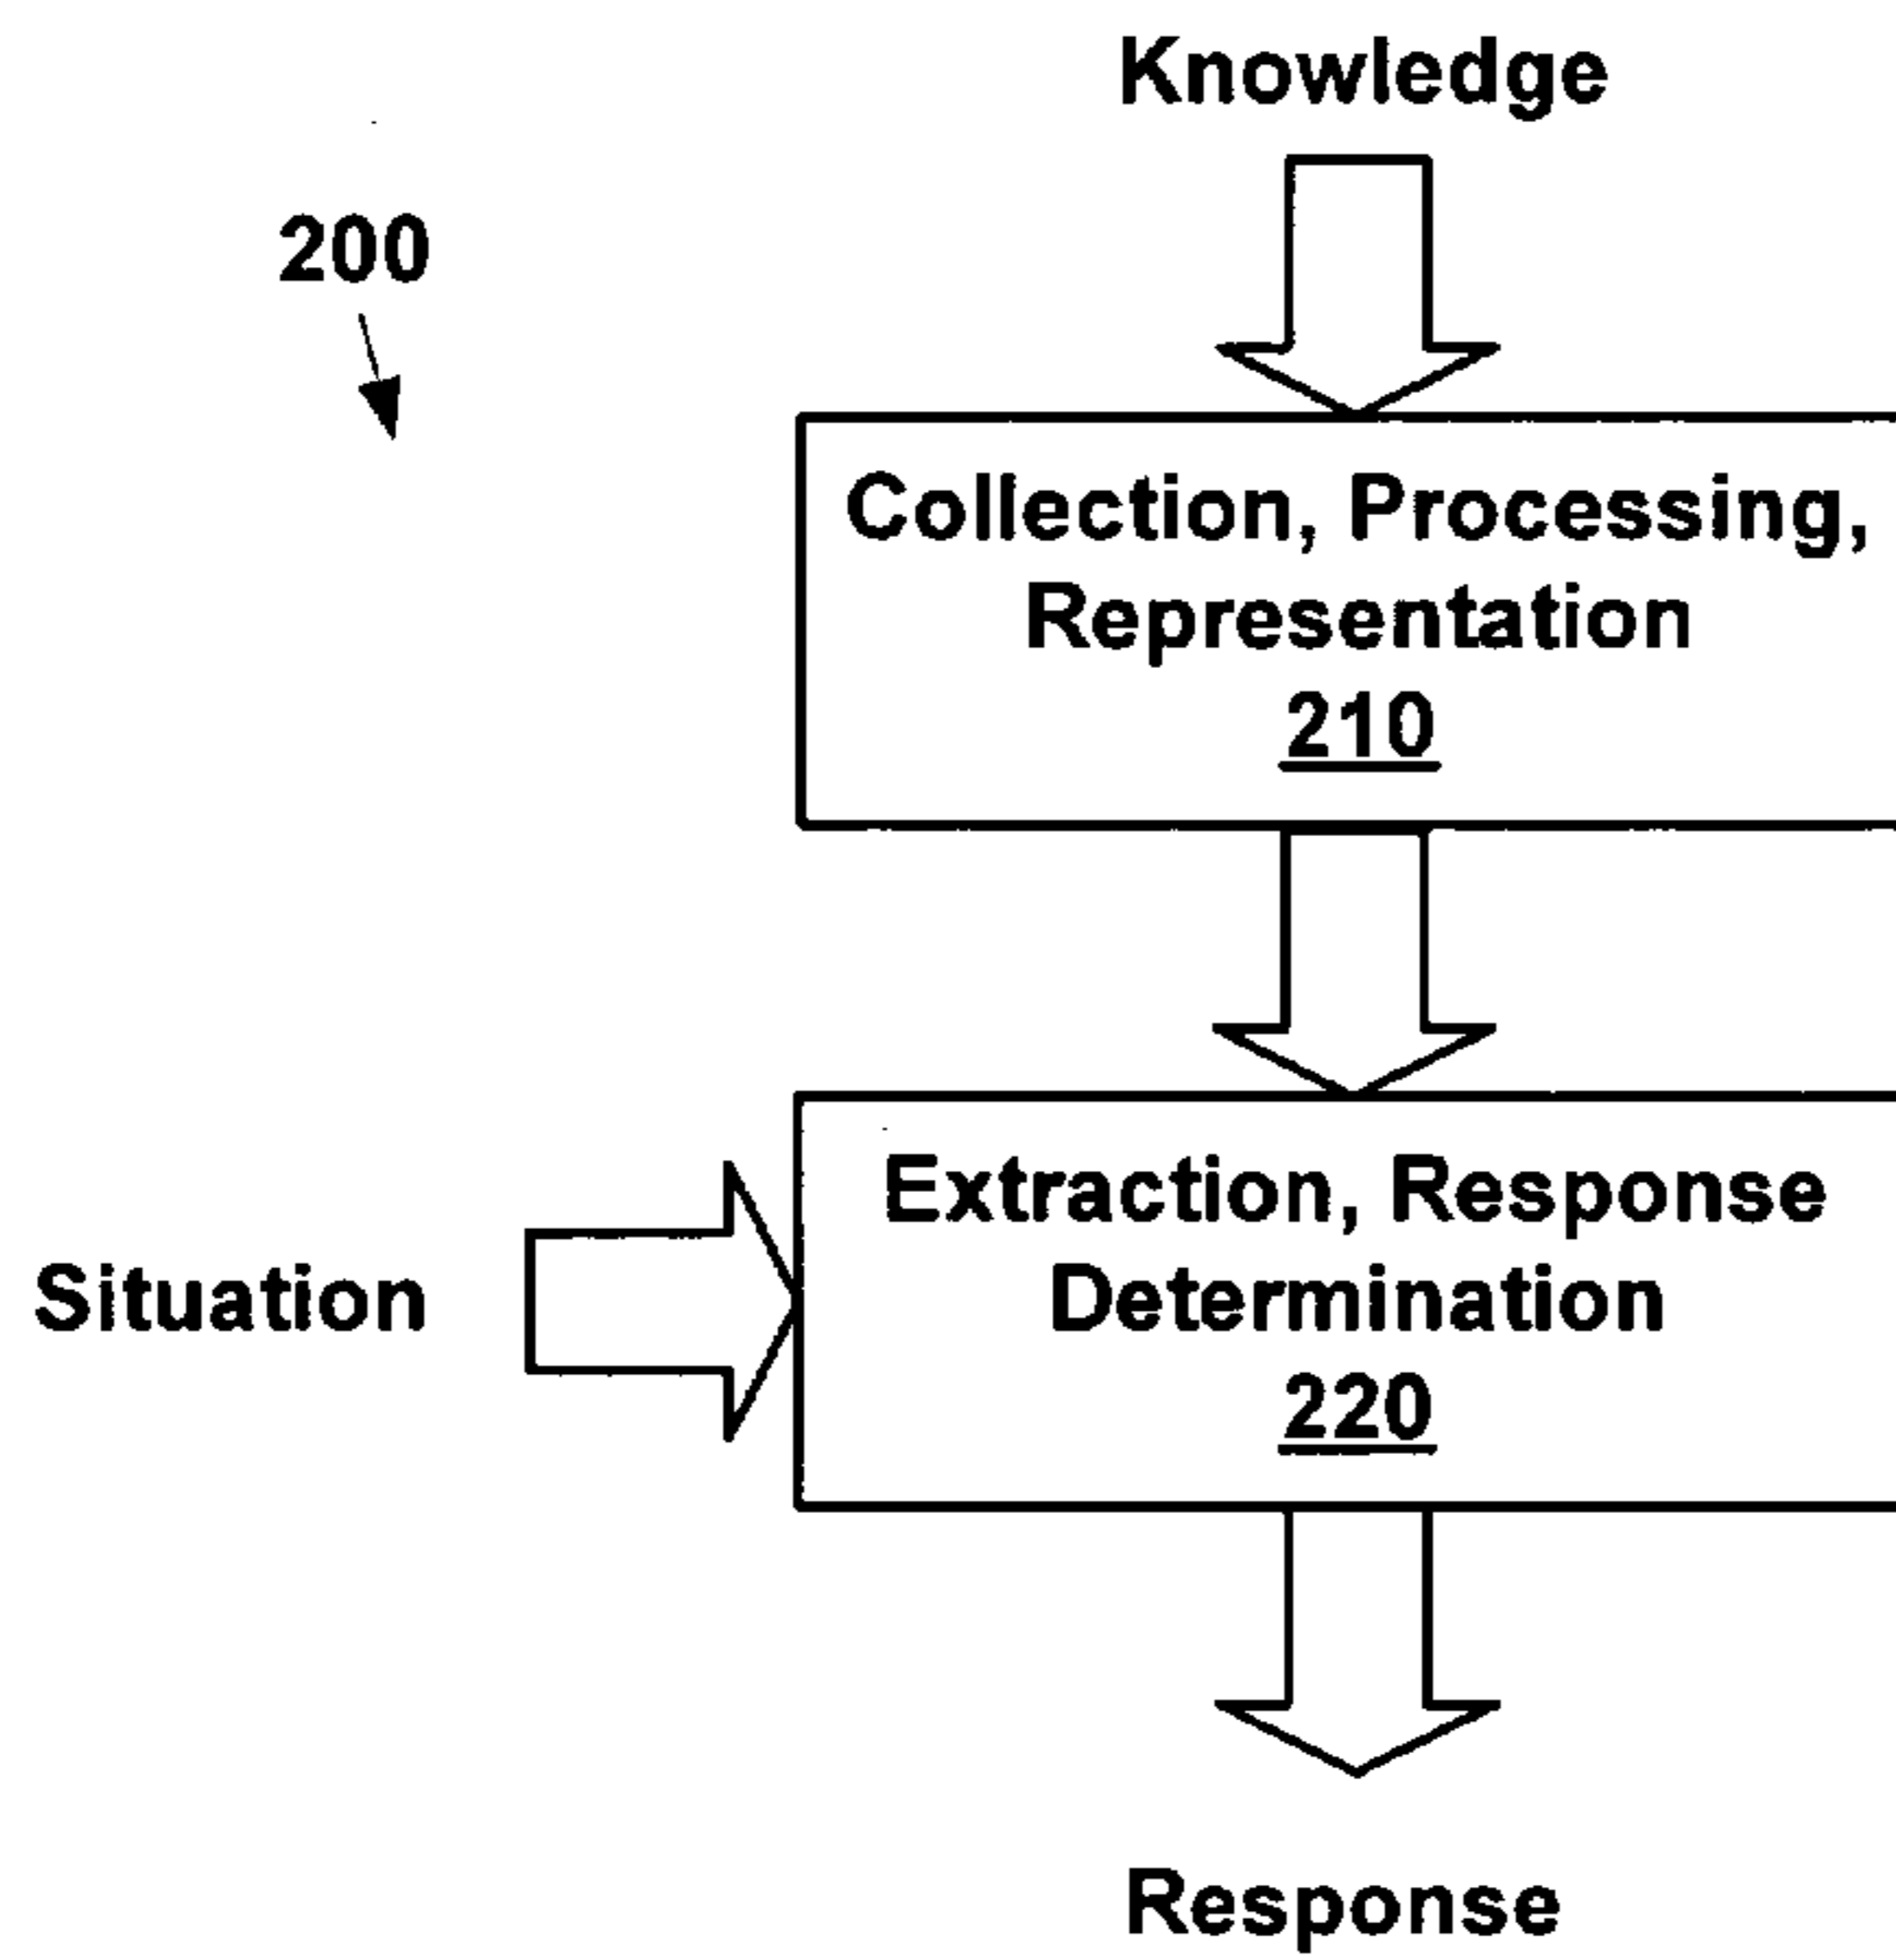 Knowledge
200
Collection, Processing,
Representation
210
Extraction, Response
Determination
220
Situation
Response